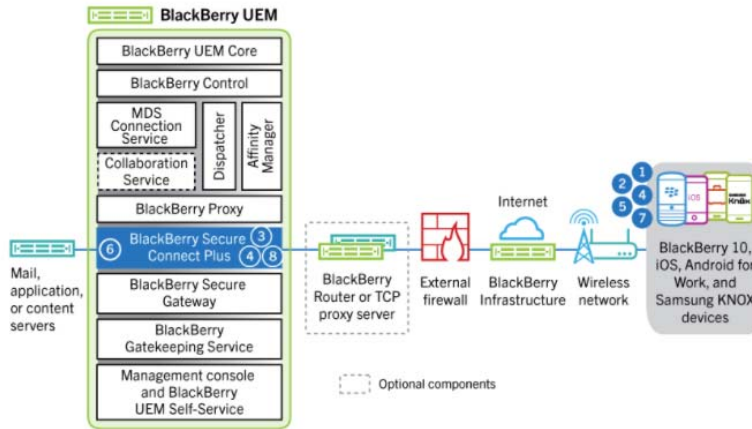 BlackBerry UEM
BlackBerry UEM Core
BlackBerry Control
MDS
Connection
Service
Collaboration
Service
Dispatcher
Affinity
Manager
BlackBerry Proxy
6
BlackBerry Secure
Connect Plus
3
4
8
BlackBerry Secure
Gateway
BlackBerry
Gatekeeping Service
Management console
and BlackBerry
UEM Self-Service
Mail,
application,
or content
servers
BlackBerry
Router or TCP
proxy server
External
firewall
Internet
BlackBerry
Infrastructure
Wireless
network
1
2
4
5
7
iOS
SAMSUNG
Knox
BlackBerry 10,
iOS, Android for
Work, and
Samsung KNOX
devices
Optional components